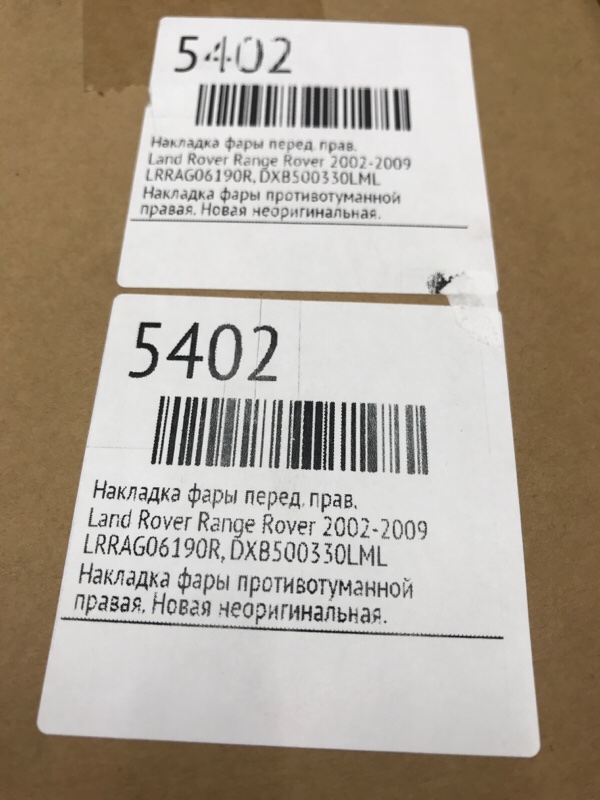 5402
Накладка фары перед. прав.
Land Rover Range Rover 2002-2009
LRRAG06190R, DXB500330LML
Накладка фары противотуманной
правая. Новая неоригинальная.
5402
Накладка фары перед. прав.
Land Rover Range Rover 2002-2009
LRRAG06190R, DXB500330LML
Накладка фары противотуманной
правая. Новая неоригинальная.